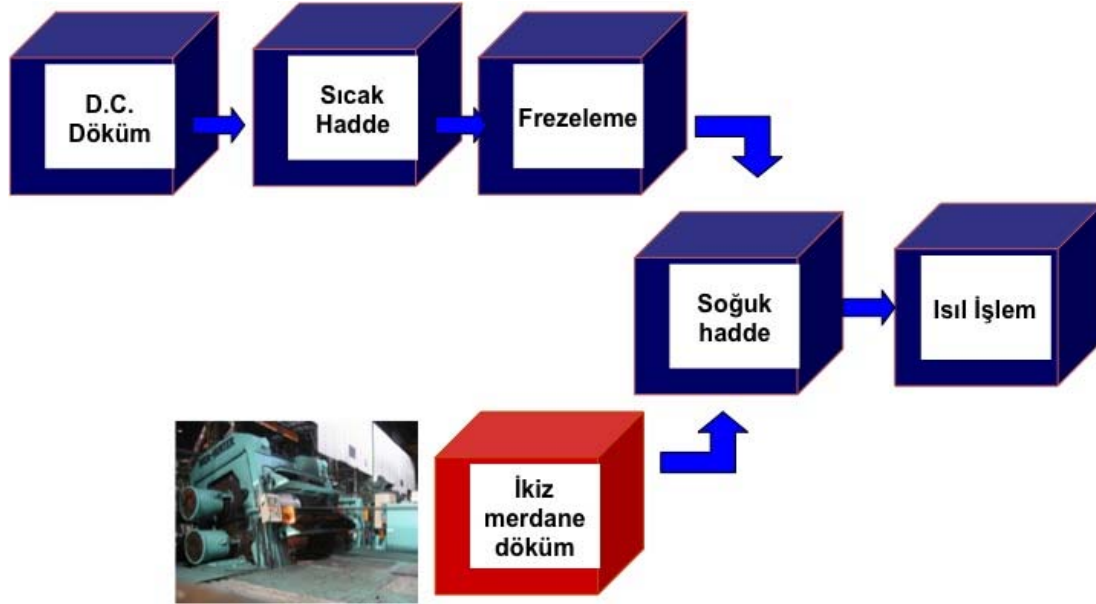 D.C.
Döküm
Sıcak
Hadde
Frezeleme
Soğuk
hadde
Isıl İşlem
İkiz
merdane
döküm